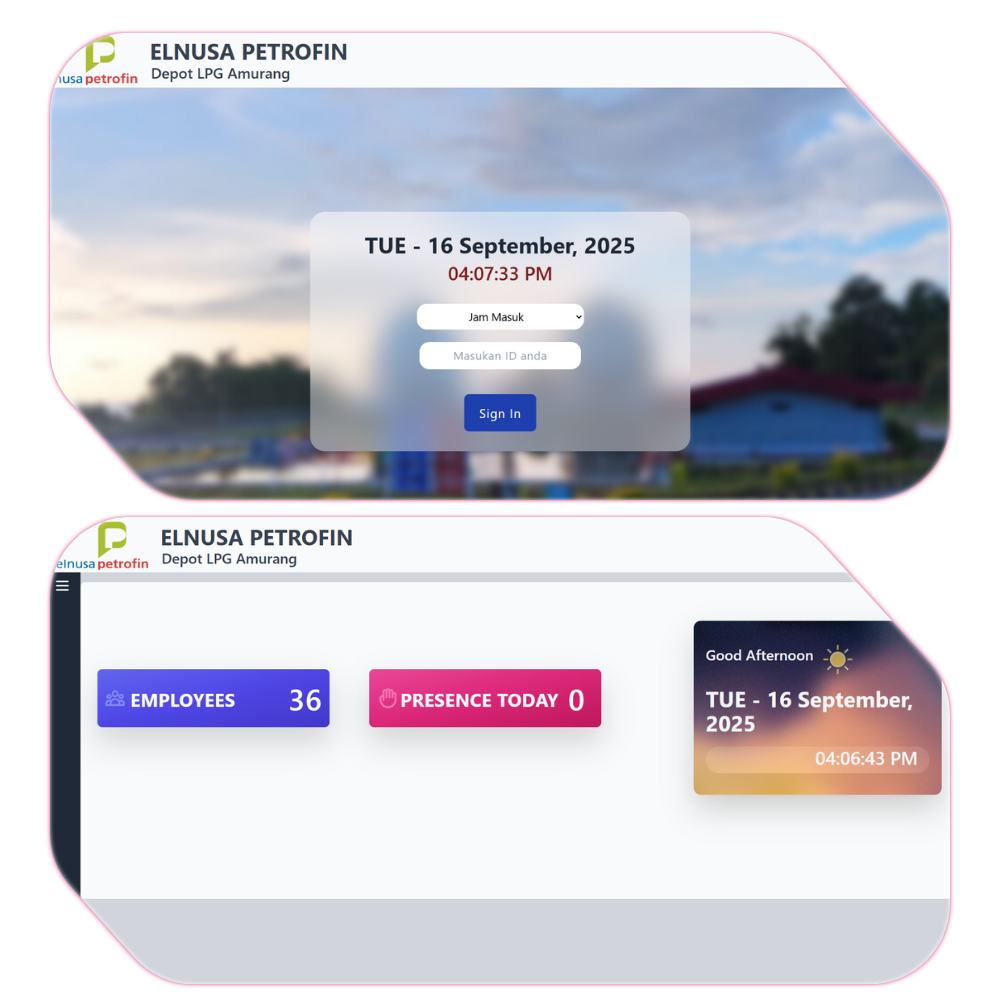 ELNUSA PETROFIN
Depot LPG Amurang
nusa petrofin
TUE - 16 September, 2025
04:07:33 PM
Jam Masuk
Masukan ID anda
Sign In
ELNUSA PETROFIN
Depot LPG Amurang
elnusa petrofin
EMPLOYEES 36
PRESENCE TODAY 0
Good Afternoon
TUE - 16 September,
2025
04:06:43 PM